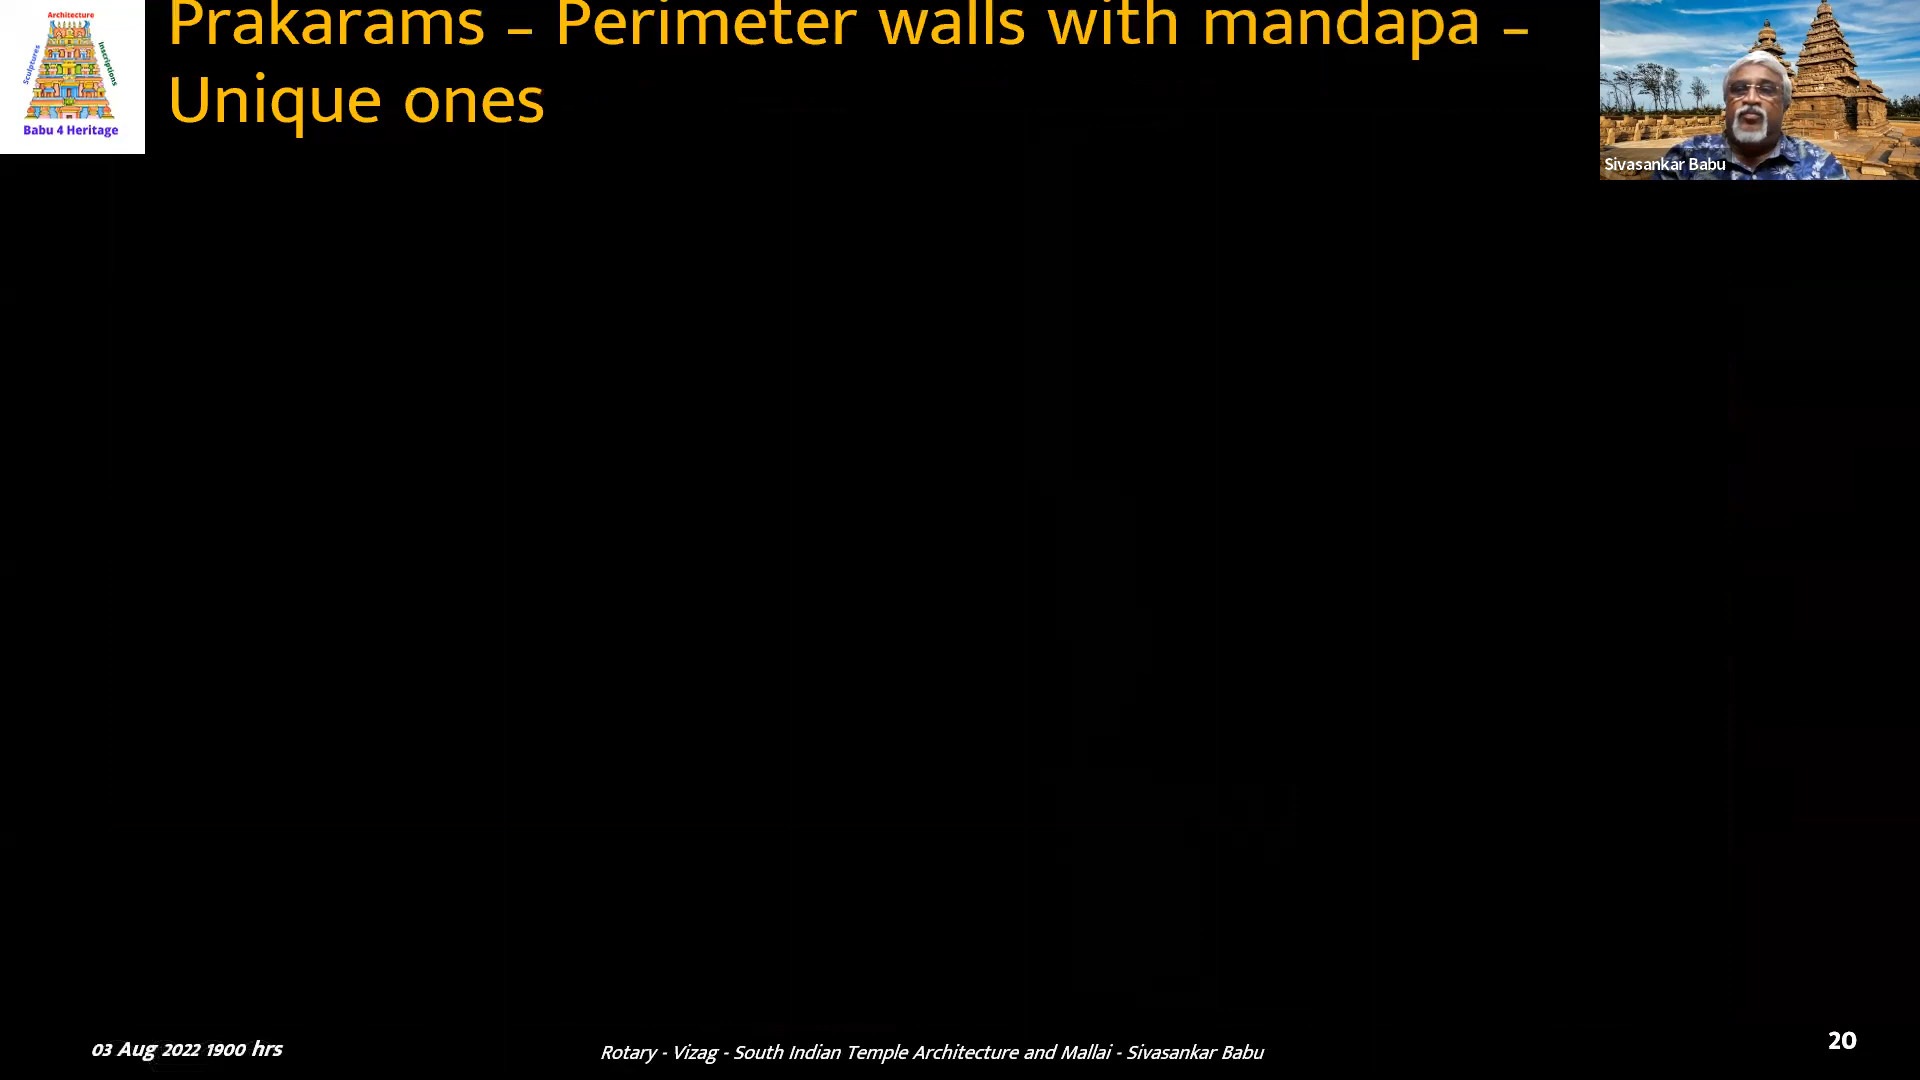 Architecture
Sculptures
Inscriptions
Babu 4 Heritage
Prakarams – Perimeter walls with mandapa –
Unique ones
Sivasankar Babu
03 Aug 2022 1900 hrs
Rotary - Vizag - South Indian Temple Architecture and Mallai - Sivasankar Babu
20